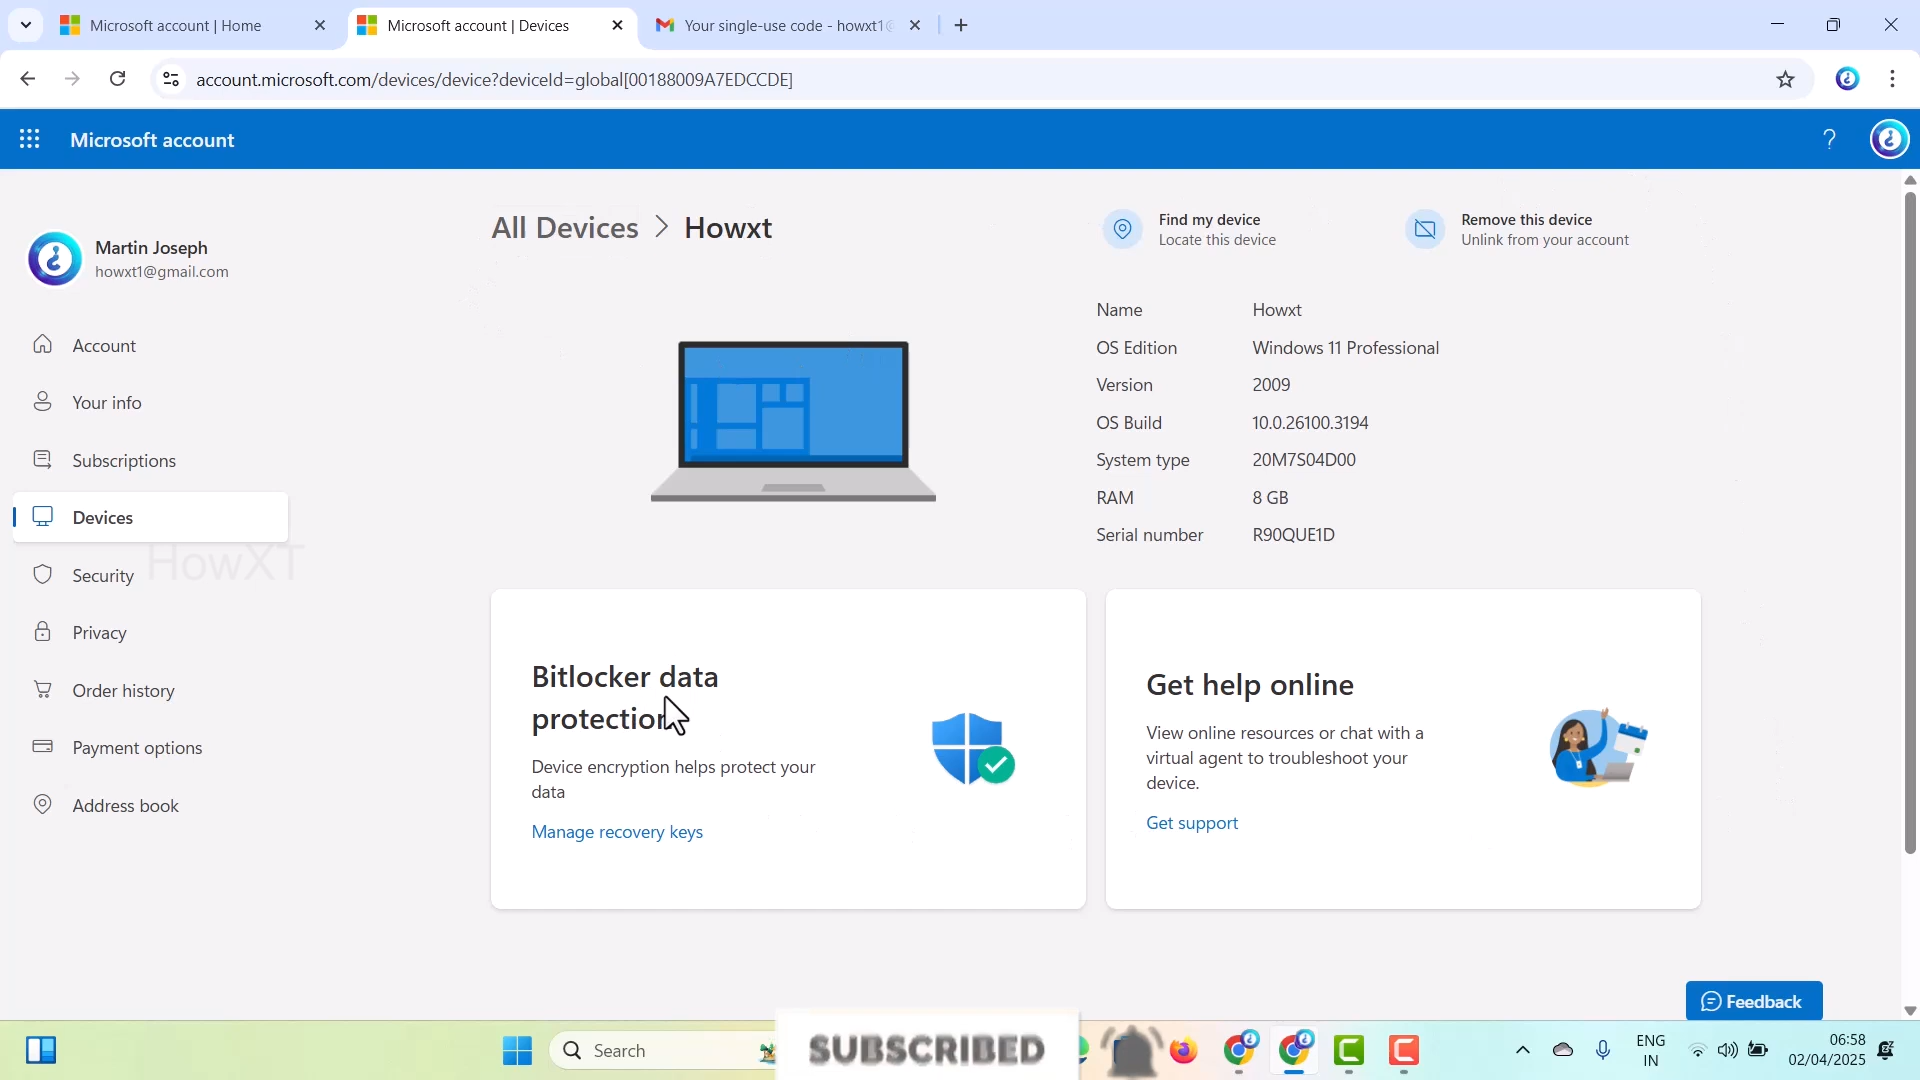 Microsoft account | Home
Microsoft account | Devices
Your single-use code - howxt1@
account.microsoft.com/devices/device?deviceId=global[00188009A7EDCCDE]
Microsoft account
?
All Devices > Howxt
Find my device
Locate this device
Remove this device
Unlink from your account
Martin Joseph
howxt1@gmail.com
Account
Your info
Subscriptions
Devices
Security
Privacy
Order history
Payment options
Address book
HowXT
Name Howxt
OS Edition Windows 11 Professional
Version 2009
OS Build 10.0.26100.3194
System type 20M7S04D00
RAM 8 GB
Serial number R90QUE1D
Bitlocker data
protection
Device encryption helps protect your
data
Manage recovery keys
Get help online
View online resources or chat with a
virtual agent to troubleshoot your
device.
Get support
Feedback
Search
SUBSCRIBED
ENG
IN
06:58
02/04/2025